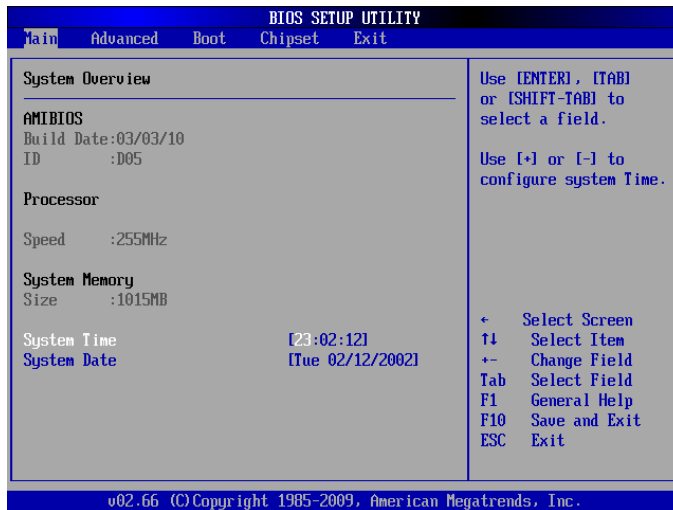 BIOS SETUP UTILITY
Main Advanced Boot Chipset Exit
System Overview
AMIBIOS
Build Date:03/03/10
ID :D05
Processor
Speed :255MHz
System Memory
Size :1015MB
System Time [23:02:12]
System Date [Tue 02/12/2002]
Use [ENTER], [TAB]
or [SHIFT-TAB] to
select a field.
Use [+] or [-] to
configure system Time.
← Select Screen
↑↓ Select Item
+- Change Field
Tab Select Field
F1 General Help
F10 Save and Exit
ESC Exit
v02.66 (C)Copyright 1985-2009, American Megatrends, Inc.